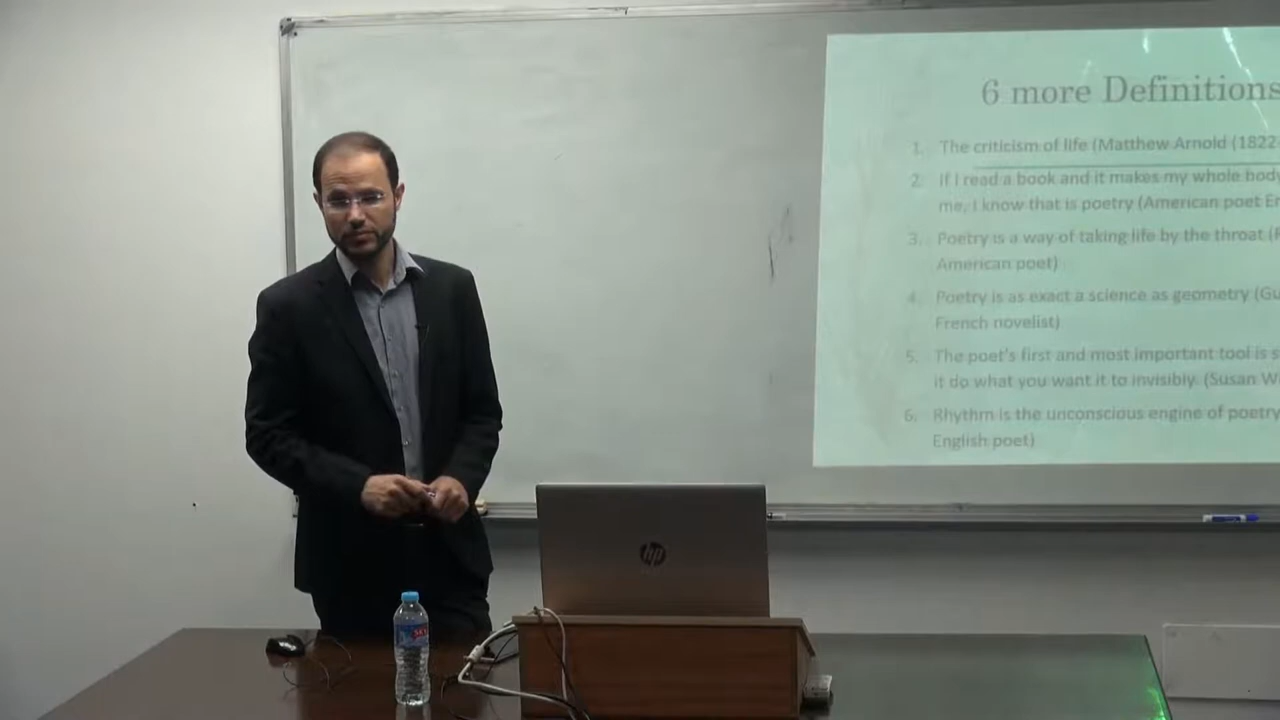 6 more Definitions
1. The criticism of life (Matthew Arnold (1822-
2. If I read a book and it makes my whole body
me, I know that is poetry (American poet
3. Poetry is a way of taking life by the throat
American poet)
4. Poetry is as exact a science as geometry
French novelist)
5. The poet's first and most important tool is
it do what you want it to invisibly. (Susan
6. Rhythm is the unconscious engine of poetry
English poet)
hp
SKY